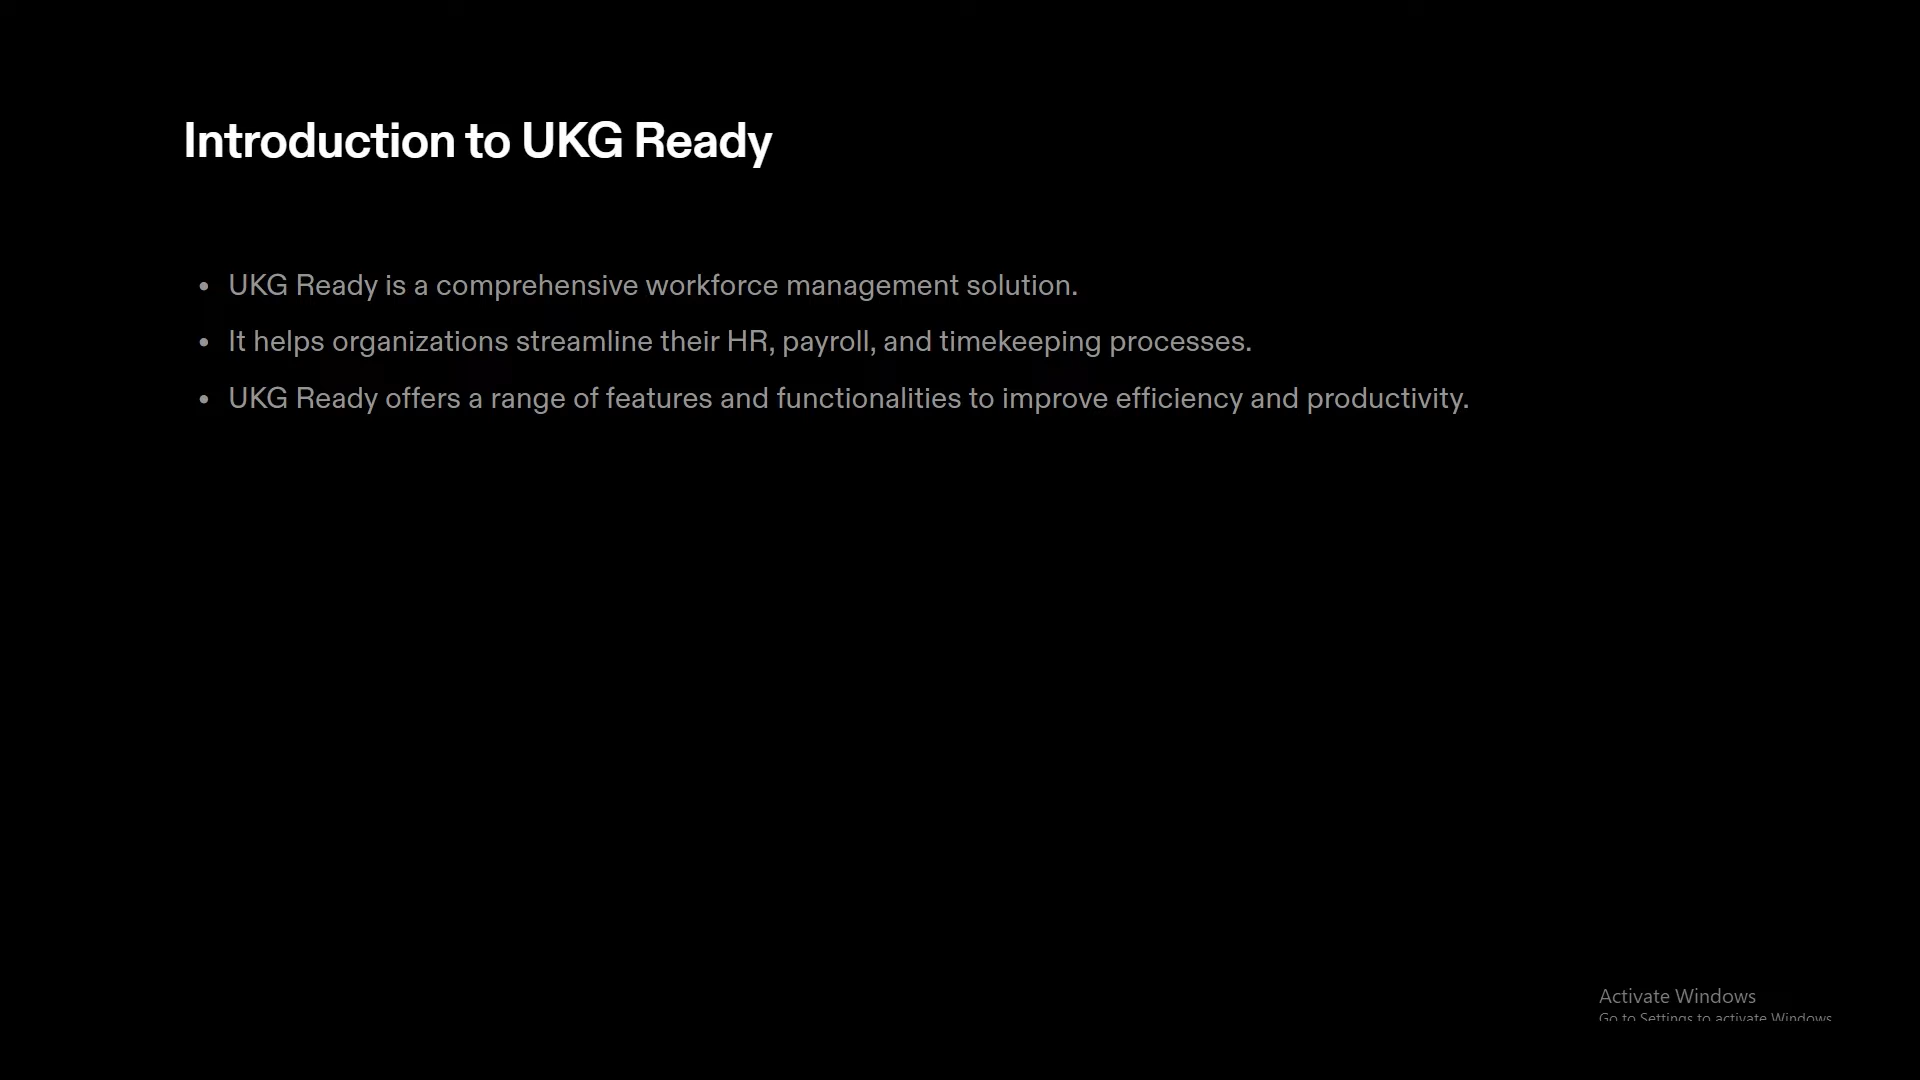 Introduction to UKG Ready
• UKG Ready is a comprehensive workforce management solution.
• It helps organizations streamline their HR, payroll, and timekeeping processes.
• UKG Ready offers a range of features and functionalities to improve efficiency and productivity.
Activate Windows
Go to Settings to activate Windows